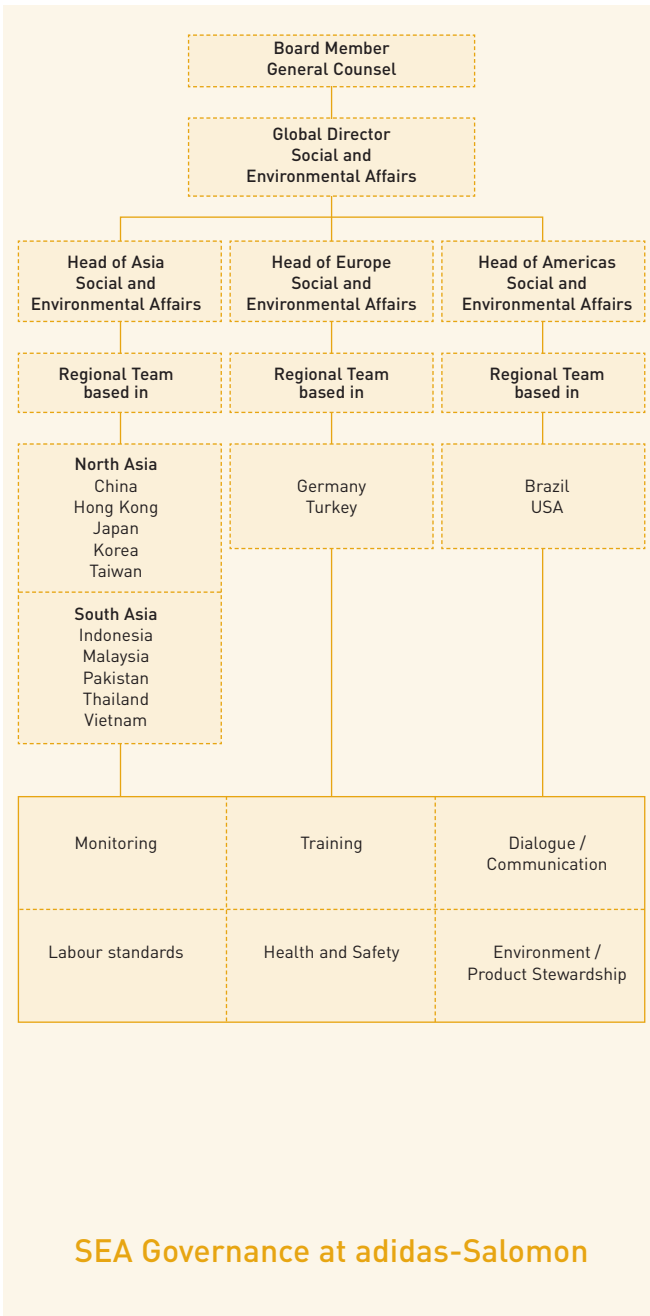 Board Member
General Counsel
Global Director
Social and
Environmental Affairs
Head of Asia
Social and
Environmental Affairs
Head of Europe
Social and
Environmental Affairs
Head of Americas
Social and
Environmental Affairs
Regional Team
based in
Regional Team
based in
Regional Team
based in
North Asia
China
Hong Kong
Japan
Korea
Taiwan
South Asia
Indonesia
Malaysia
Pakistan
Thailand
Vietnam
Germany
Turkey
Brazil
USA
Monitoring
Training
Dialogue /
Communication
Labour standards
Health and Safety
Environment /
Product Stewardship
SEA Governance at adidas-Salomon